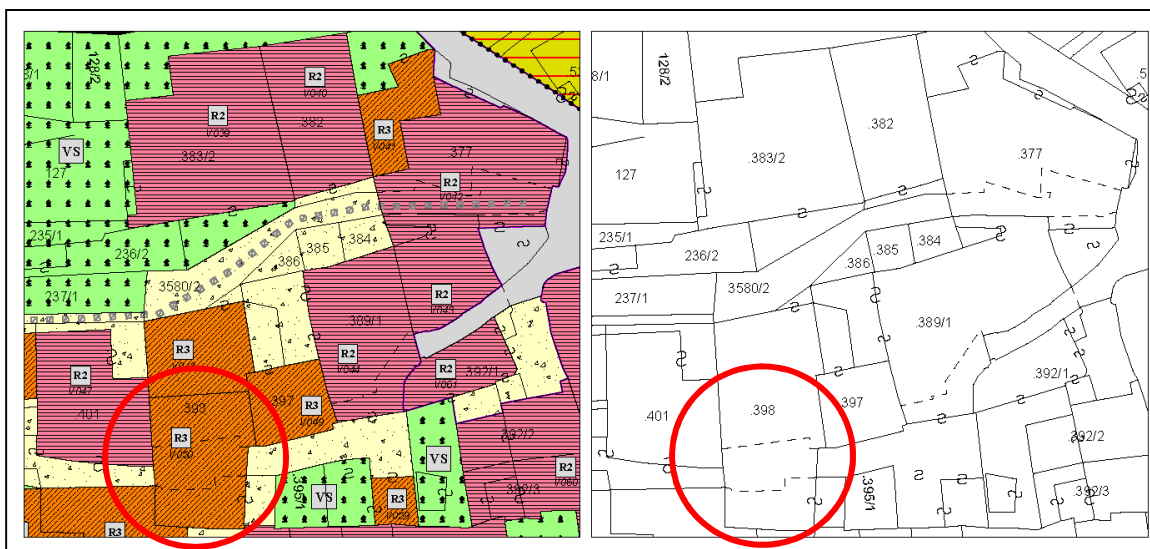 128/2
R2
V040
R2
V039
.382
R3
V041
.383/2
.377
VS
127
R2
V042
235/1
236/2
.385
.384
.386
237/1
3580/2
R2
V043
.389/1
R3
R2
V044
R2
V061
.392/1
R2
V047
.401
.398
.397
R3
V049
R3
V050
.392/2
VS
R2
V060
VS
.395/1
R3
.392/3
R3
128/2
.382
.383/2
.377
127
235/1
236/2
.385
.384
.386
237/1
3580/2
.389/1
.392/1
.401
.398
.397
.392/2
.395/1
.392/3